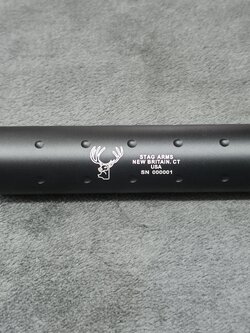 STAG ARMS
NEW BRITAIN, CT
USA
SN 000001